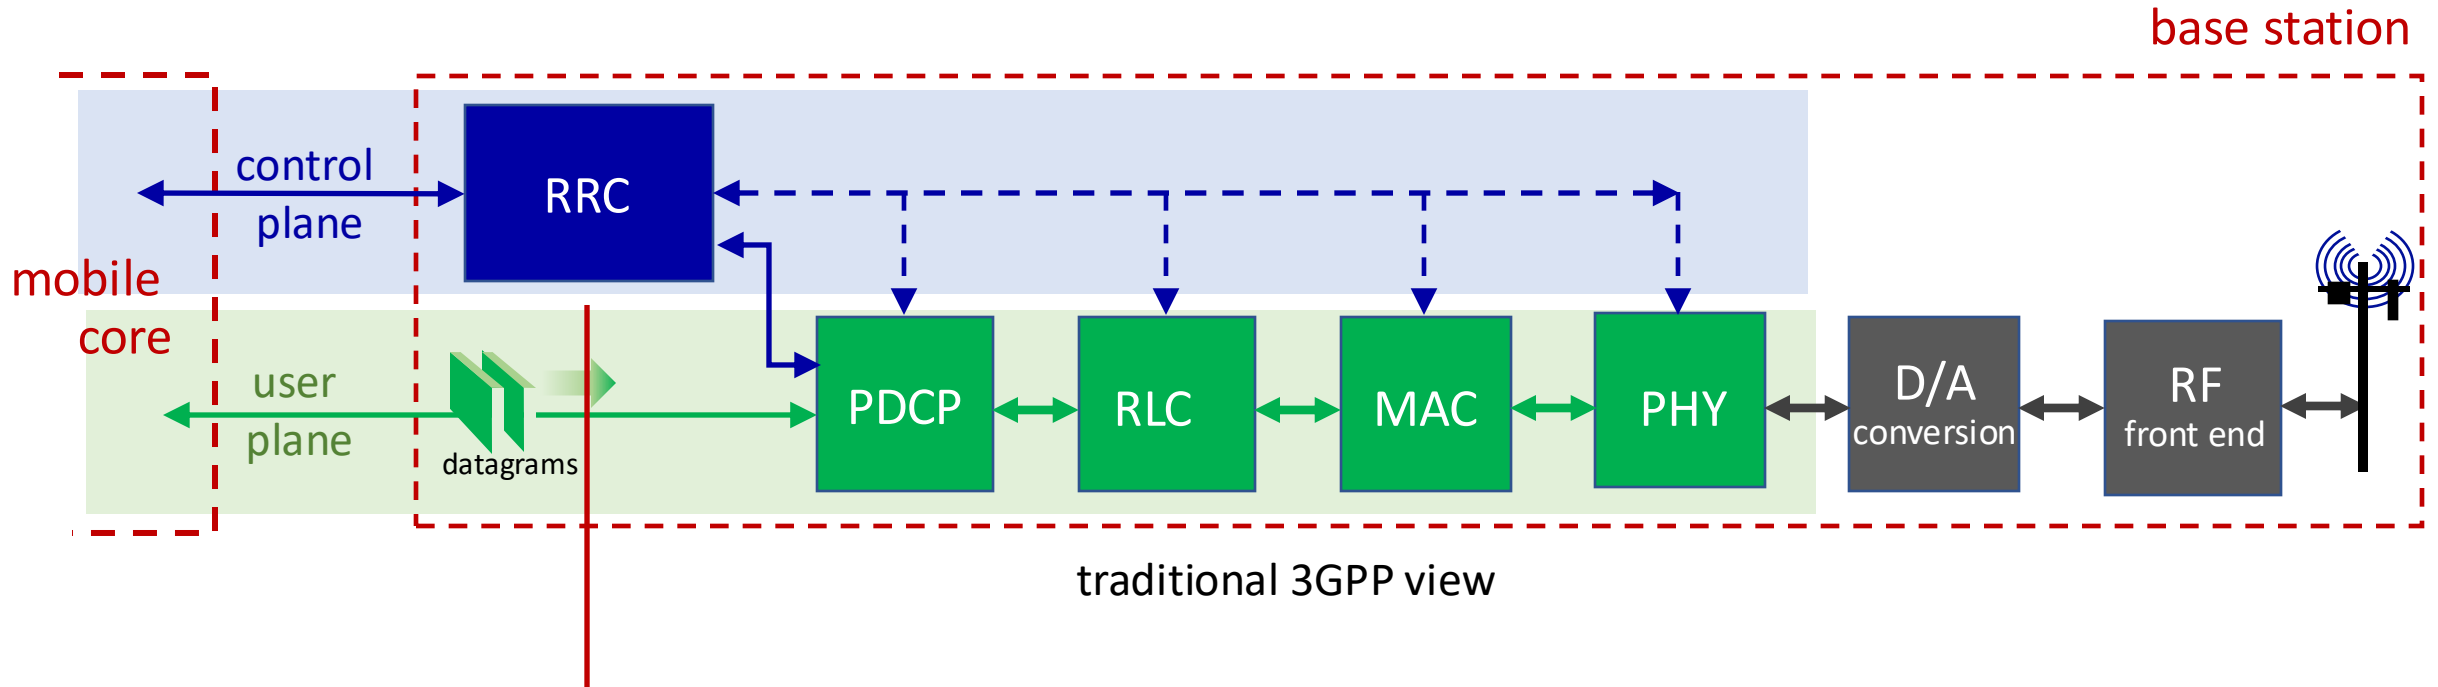 base station
control
plane
RRC
mobile
core
user
plane
datagrams
PDCP
RLC
MAC
PHY
D/A
conversion
RF
front end
traditional 3GPP view